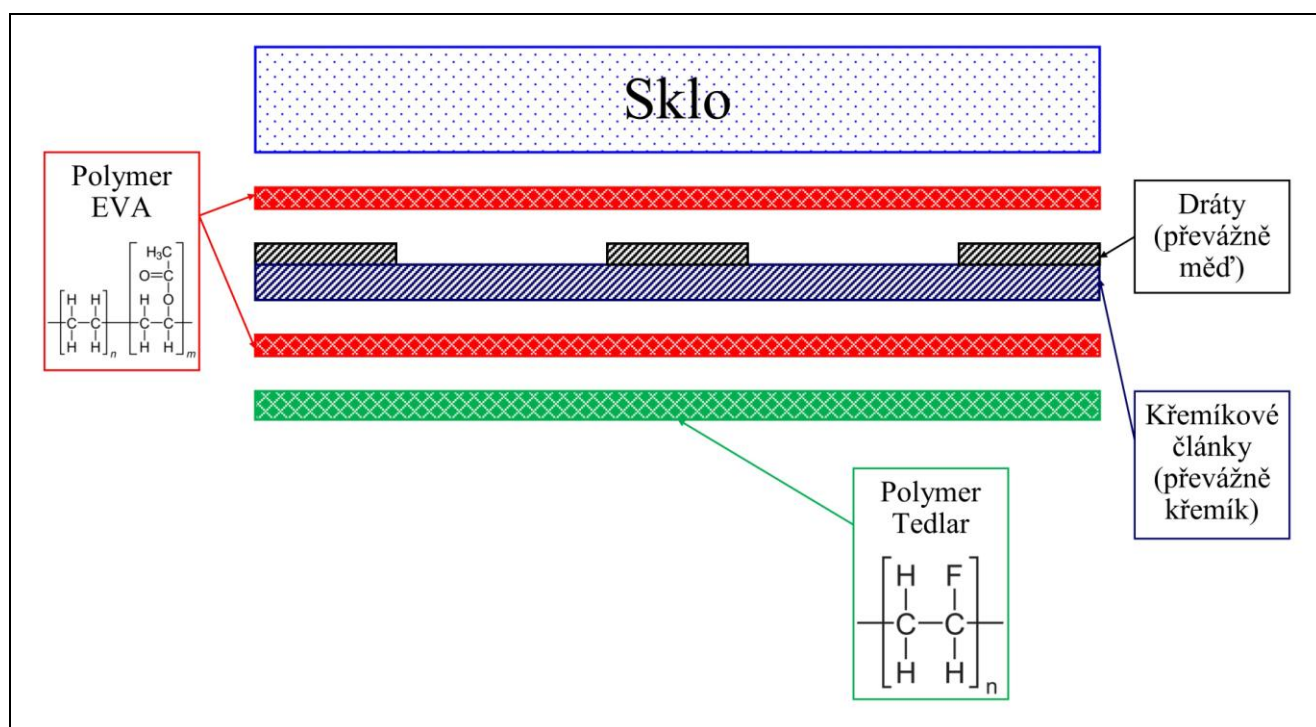 Sklo
Polymer
EVA
H₃C
O=C
H H H O
C C C C
H H n H H m
Dráty
(převážně
měď)
Křemíkové
články
(převážně
křemík)
Polymer
Tedlar
H F
C C
H H n